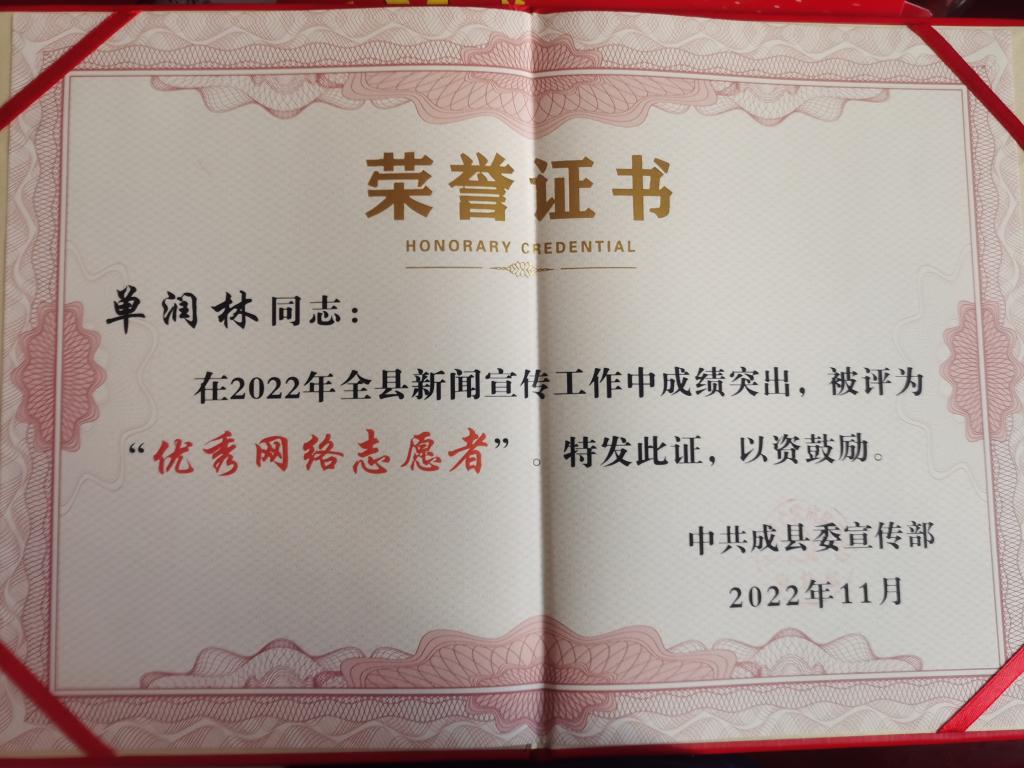 荣誉证书
HONORARY CREDENTIAL
单润林同志：
在2022年全县新闻宣传工作中成绩突出，被评为
“优秀网络志愿者”。特发此证，以资鼓励。
中共成县委宣传部
2022年11月